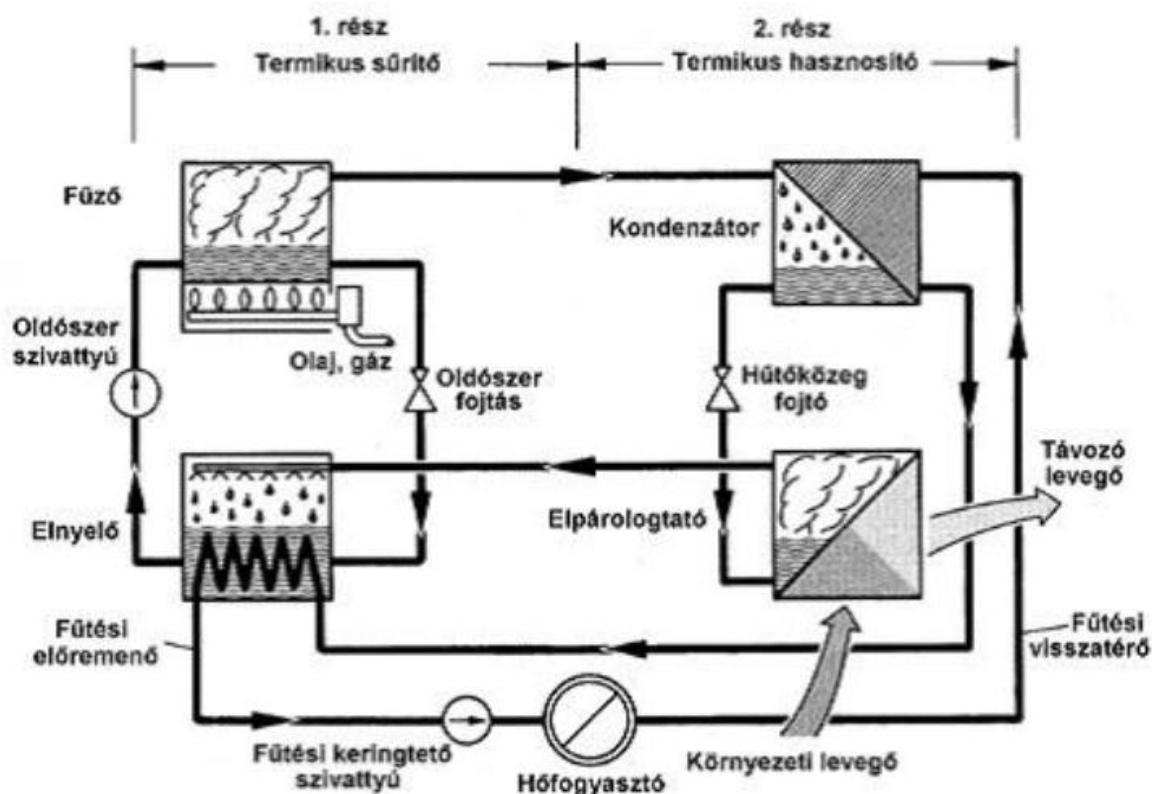 1. rész
Termikus sűrítő
2. rész
Termikus hasznosító
Fűző
Kondenzátor
Oldószer
szivattyú
Olaj, gáz
Oldószer
fojtás
Hűtőközeg
fojtó
Távozó
levegő
Elnyelő
Elpárologtató
Fűtési
előremenő
Fűtési
visszatérő
Fűtési keringtető
szivattyú
Hőfogyasztó
Környezeti levegő